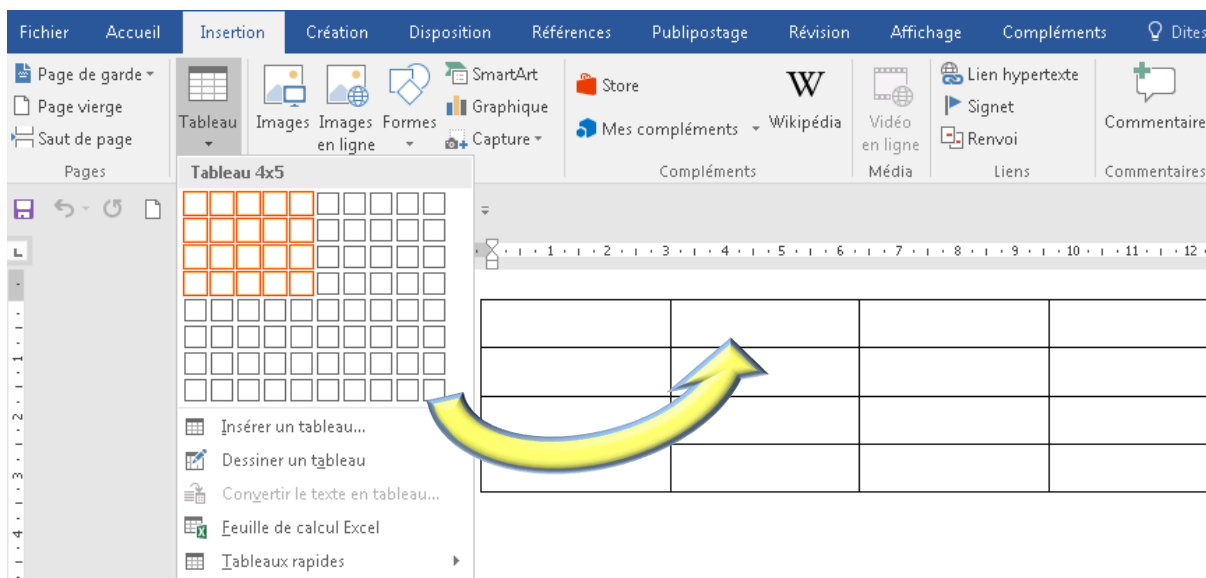 Fichier Accueil Insertion Création Disposition Références Publipostage Révision Affichage Compléments Dites
Page de garde
Page vierge
Saut de page
Pages
Tableau
Images
Images en ligne
Formes
SmartArt
Graphique
Capture
Store
Mes compléments
W
Wikipédia
Compléments
Vidéo
en ligne
Média
Lien hypertexte
Signet
Renvoi
Liens
Commentaire
Commentaires
Tableau 4x5
L
1 2 3 4 5 6 7 8 9 10 11 12
1
2
3
4
Insérer un tableau...
Dessiner un tableau
Convertir le texte en tableau...
Feuille de calcul Excel
Tableaux rapides